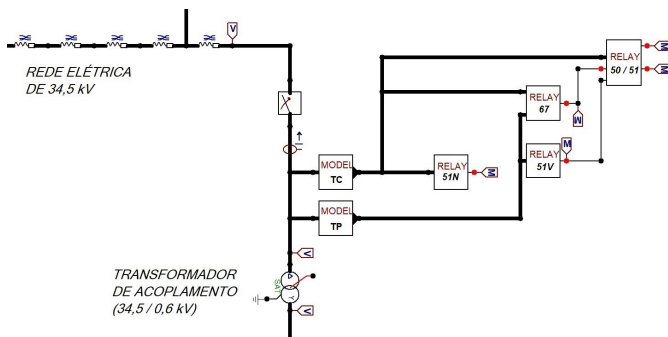 V
RELAY
50 / 51
M
M
REDE ELÉTRICA
DE 34,5 kV
RELAY
67
M
I
M
RELAY
51V
MODEL
TC
RELAY
51N
M
MODEL
TP
V
TRANSFORMADOR
DE ACOPLAMENTO
(34,5 / 0,6 kV)
SAT
Y
V